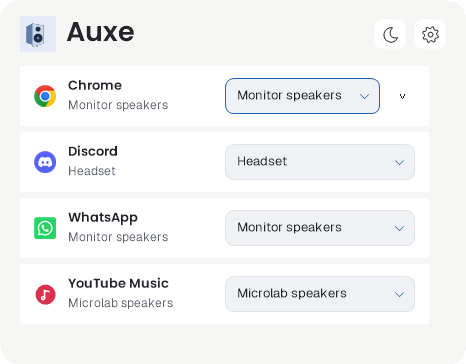 Auxe
Chrome
Monitor speakers
Monitor speakers
v
Discord
Headset
Headset
WhatsApp
Monitor speakers
Monitor speakers
YouTube Music
Microlab speakers
Microlab speakers